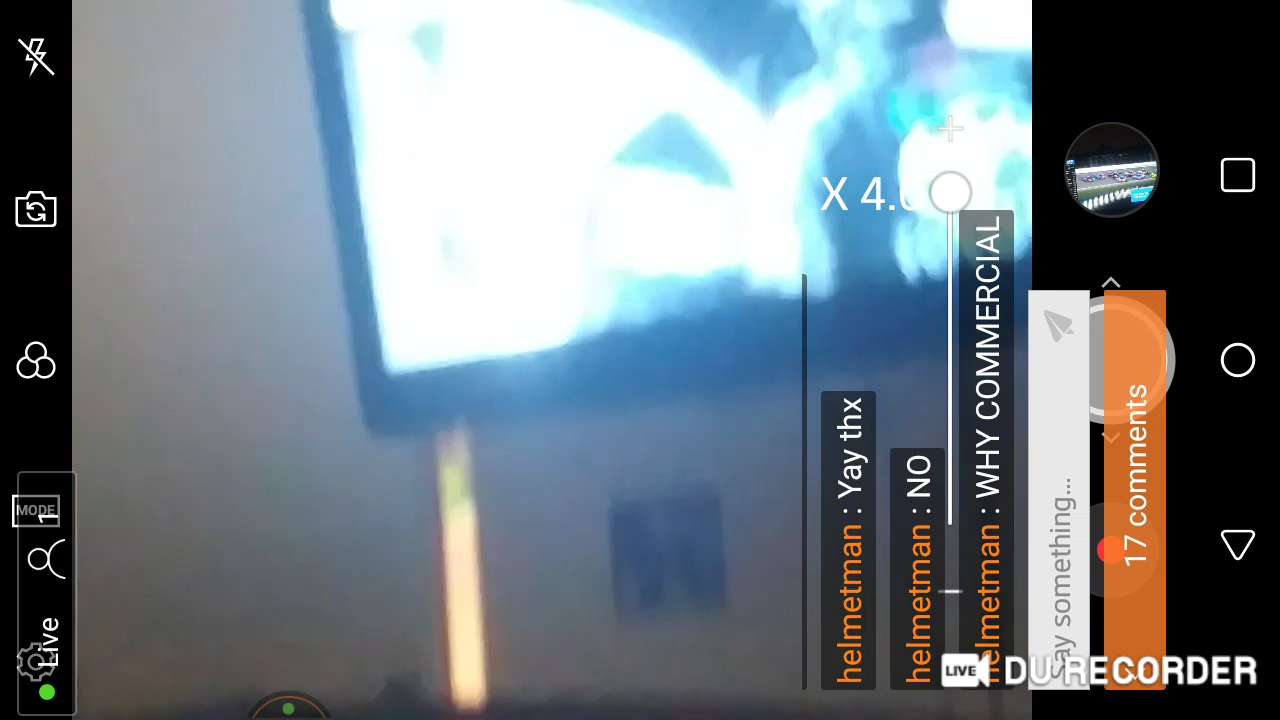 X 4.0
helmetman : Yay thx
helmetman : NO
helmetman : WHY COMMERCIAL
Say something...
17 comments
MODE
1
Live
LIVE DU RECORDER